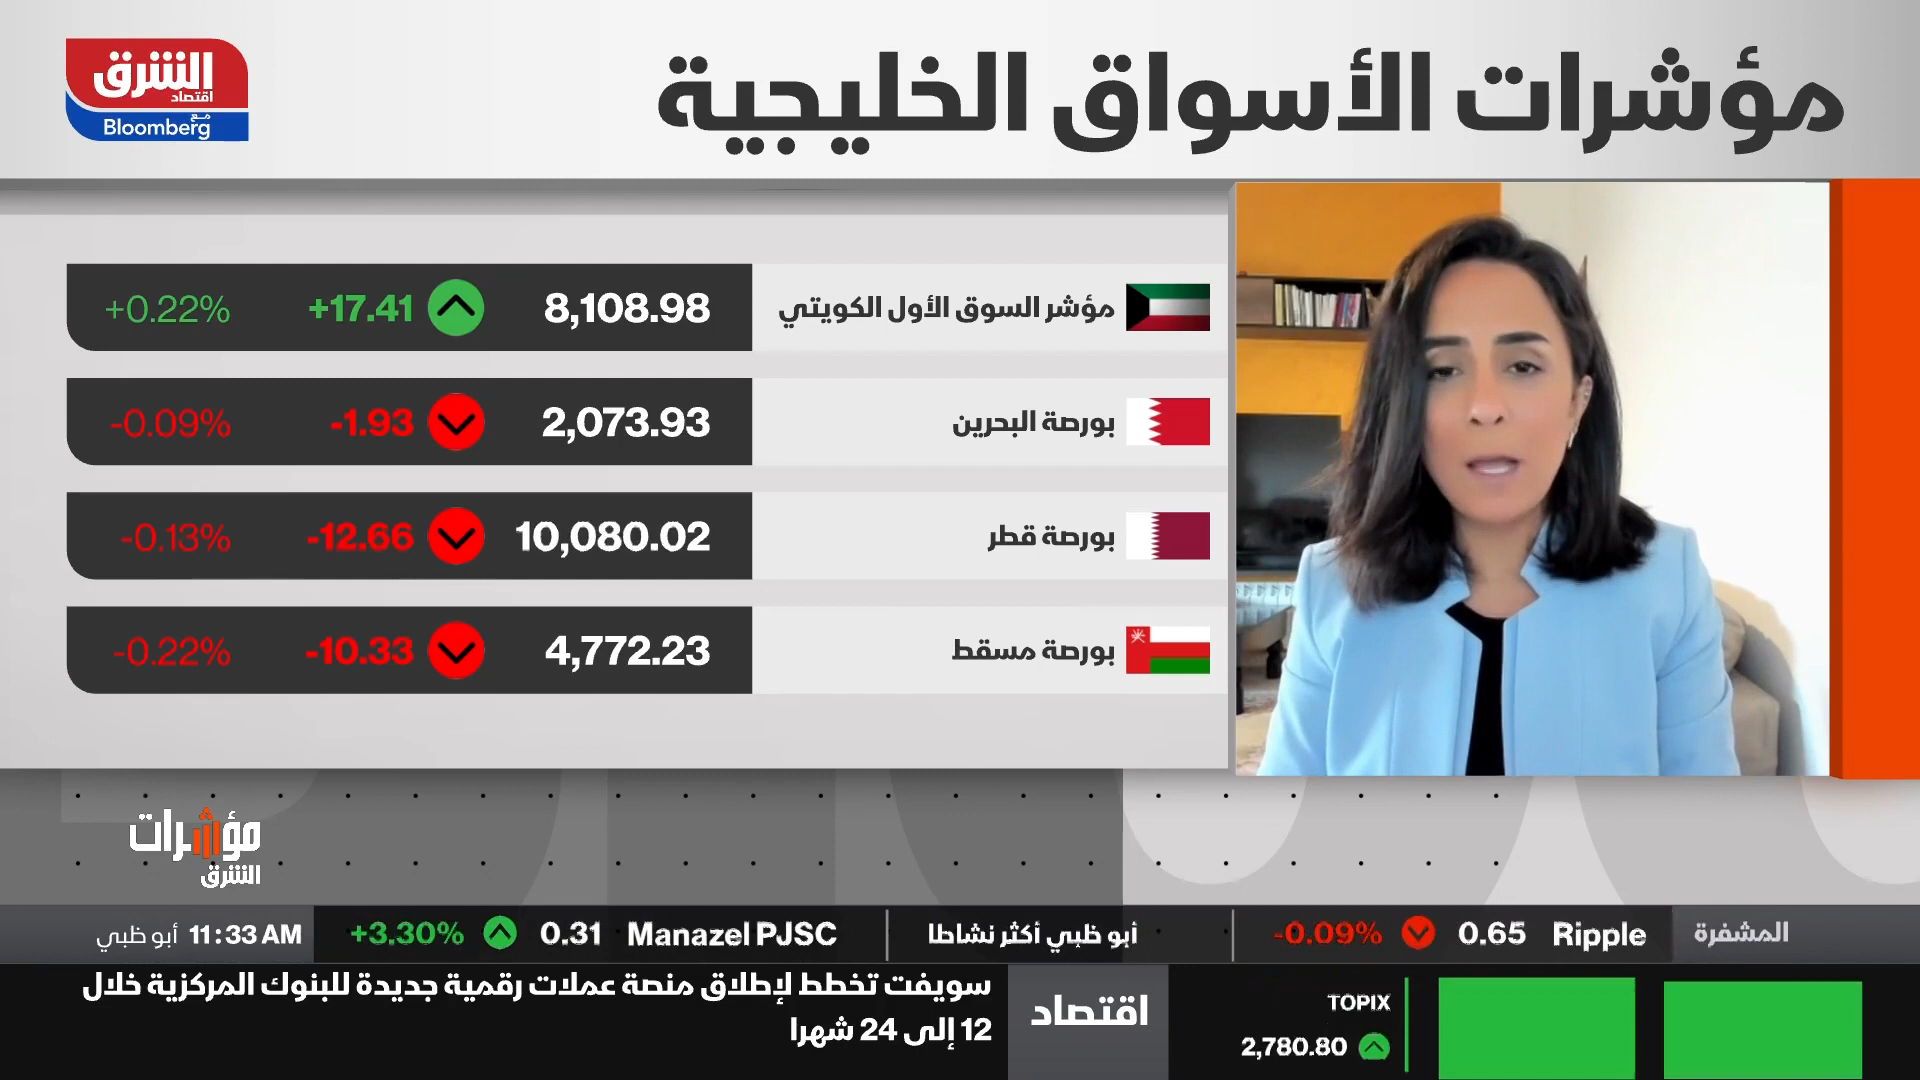 مؤشرات الأسواق الخليجية
الشرق
اقتصاد
مع
Bloomberg
مؤشر السوق الأول الكويتي 8,108.98 +17.41 +0.22%
بورصة البحرين 2,073.93 -1.93 -0.09%
بورصة قطر 10,080.02 -12.66 -0.13%
بورصة مسقط 4,772.23 -10.33 -0.22%
مؤشرات
الشرق
المشفرة Ripple 0.65 -0.09% أبو ظبي أكثر نشاطا Manazel PJSC 0.31 +3.30% 11:33 AM أبو ظبي
TOPIX
2,780.80
اقتصاد
سويفت تخطط لإطلاق منصة عملات رقمية جديدة للبنوك المركزية خلال
12 إلى 24 شهرا